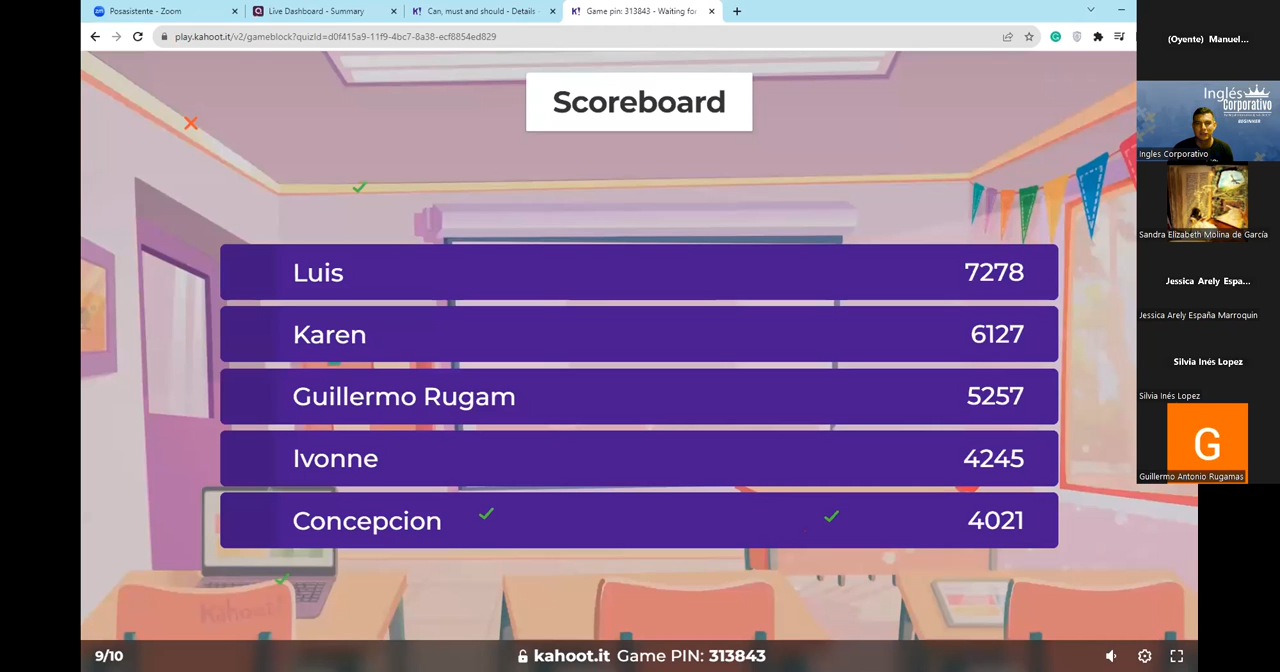 Posasistente - Zoom
Live Dashboard - Summary
Can, must and should - Details -
Game pin: 313843 - Waiting for
play.kahoot.it/v2/gameblock?quizId=d0f415a9-11f9-4bc7-8a38-ecf8854ed829
Scoreboard
Luis 7278
Karen 6127
Guillermo Rugam 5257
Ivonne 4245
Concepcion 4021
Kahoot!
9/10
kahoot.it Game PIN: 313843
(Oyente) Manuel...
Inglés
Corporativo
BEGINNER
Ingles Corporativo
Sandra Elizabeth Molina de García
Jessica Arely Espa...
Jessica Arely España Marroquin
Silvia Inés Lopez
Silvia Inés Lopez
G
Guillermo Antonio Rugamas